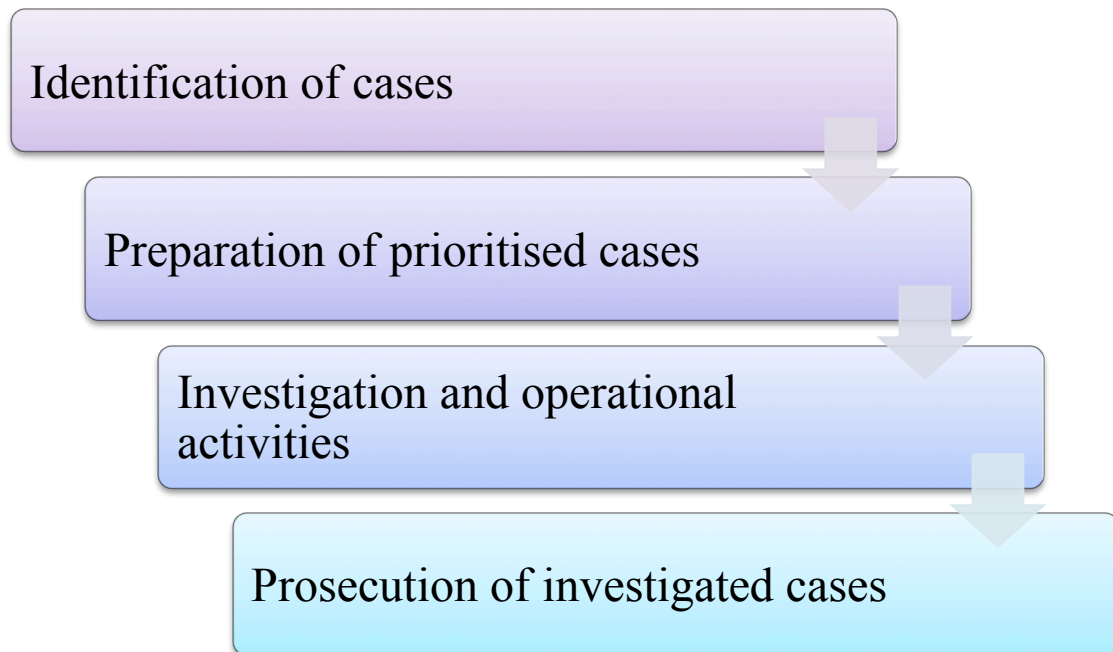 Identification of cases
Preparation of prioritised cases
Investigation and operational
activities
Prosecution of investigated cases